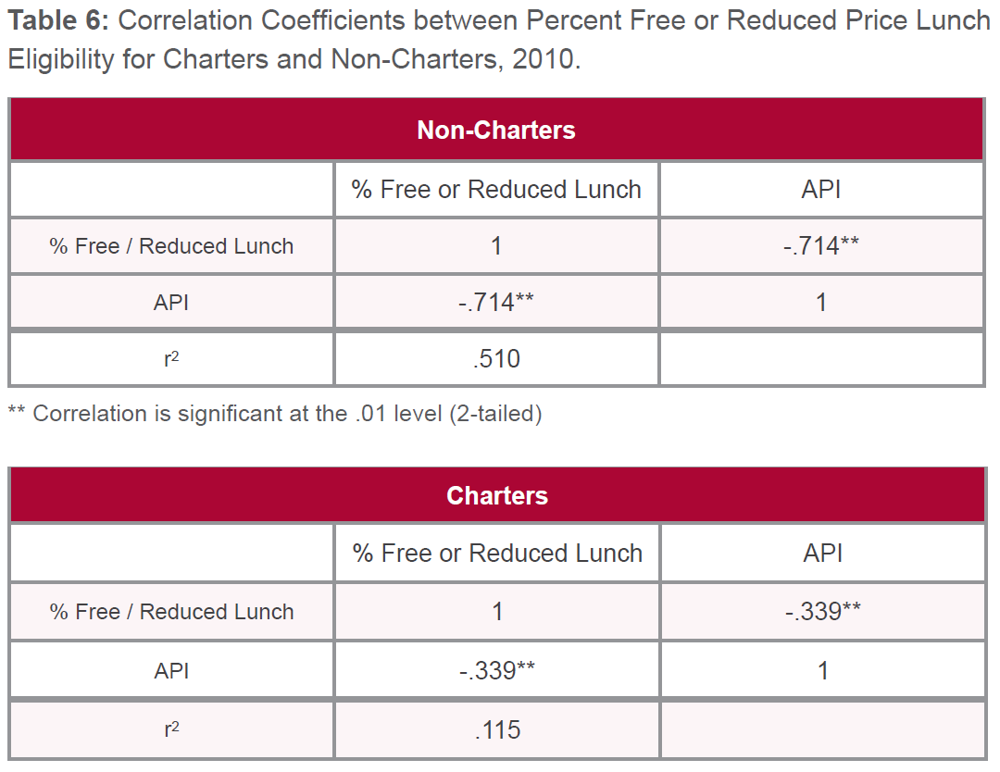 Table 6: Correlation Coefficients between Percent Free or Reduced Price Lunch
Eligibility for Charters and Non-Charters, 2010.
Non-Charters
% Free or Reduced Lunch API
% Free / Reduced Lunch 1 -.714**
API -.714** 1
r² .510
** Correlation is significant at the .01 level (2-tailed)
Charters
% Free or Reduced Lunch API
% Free / Reduced Lunch 1 -.339**
API -.339** 1
r² .115